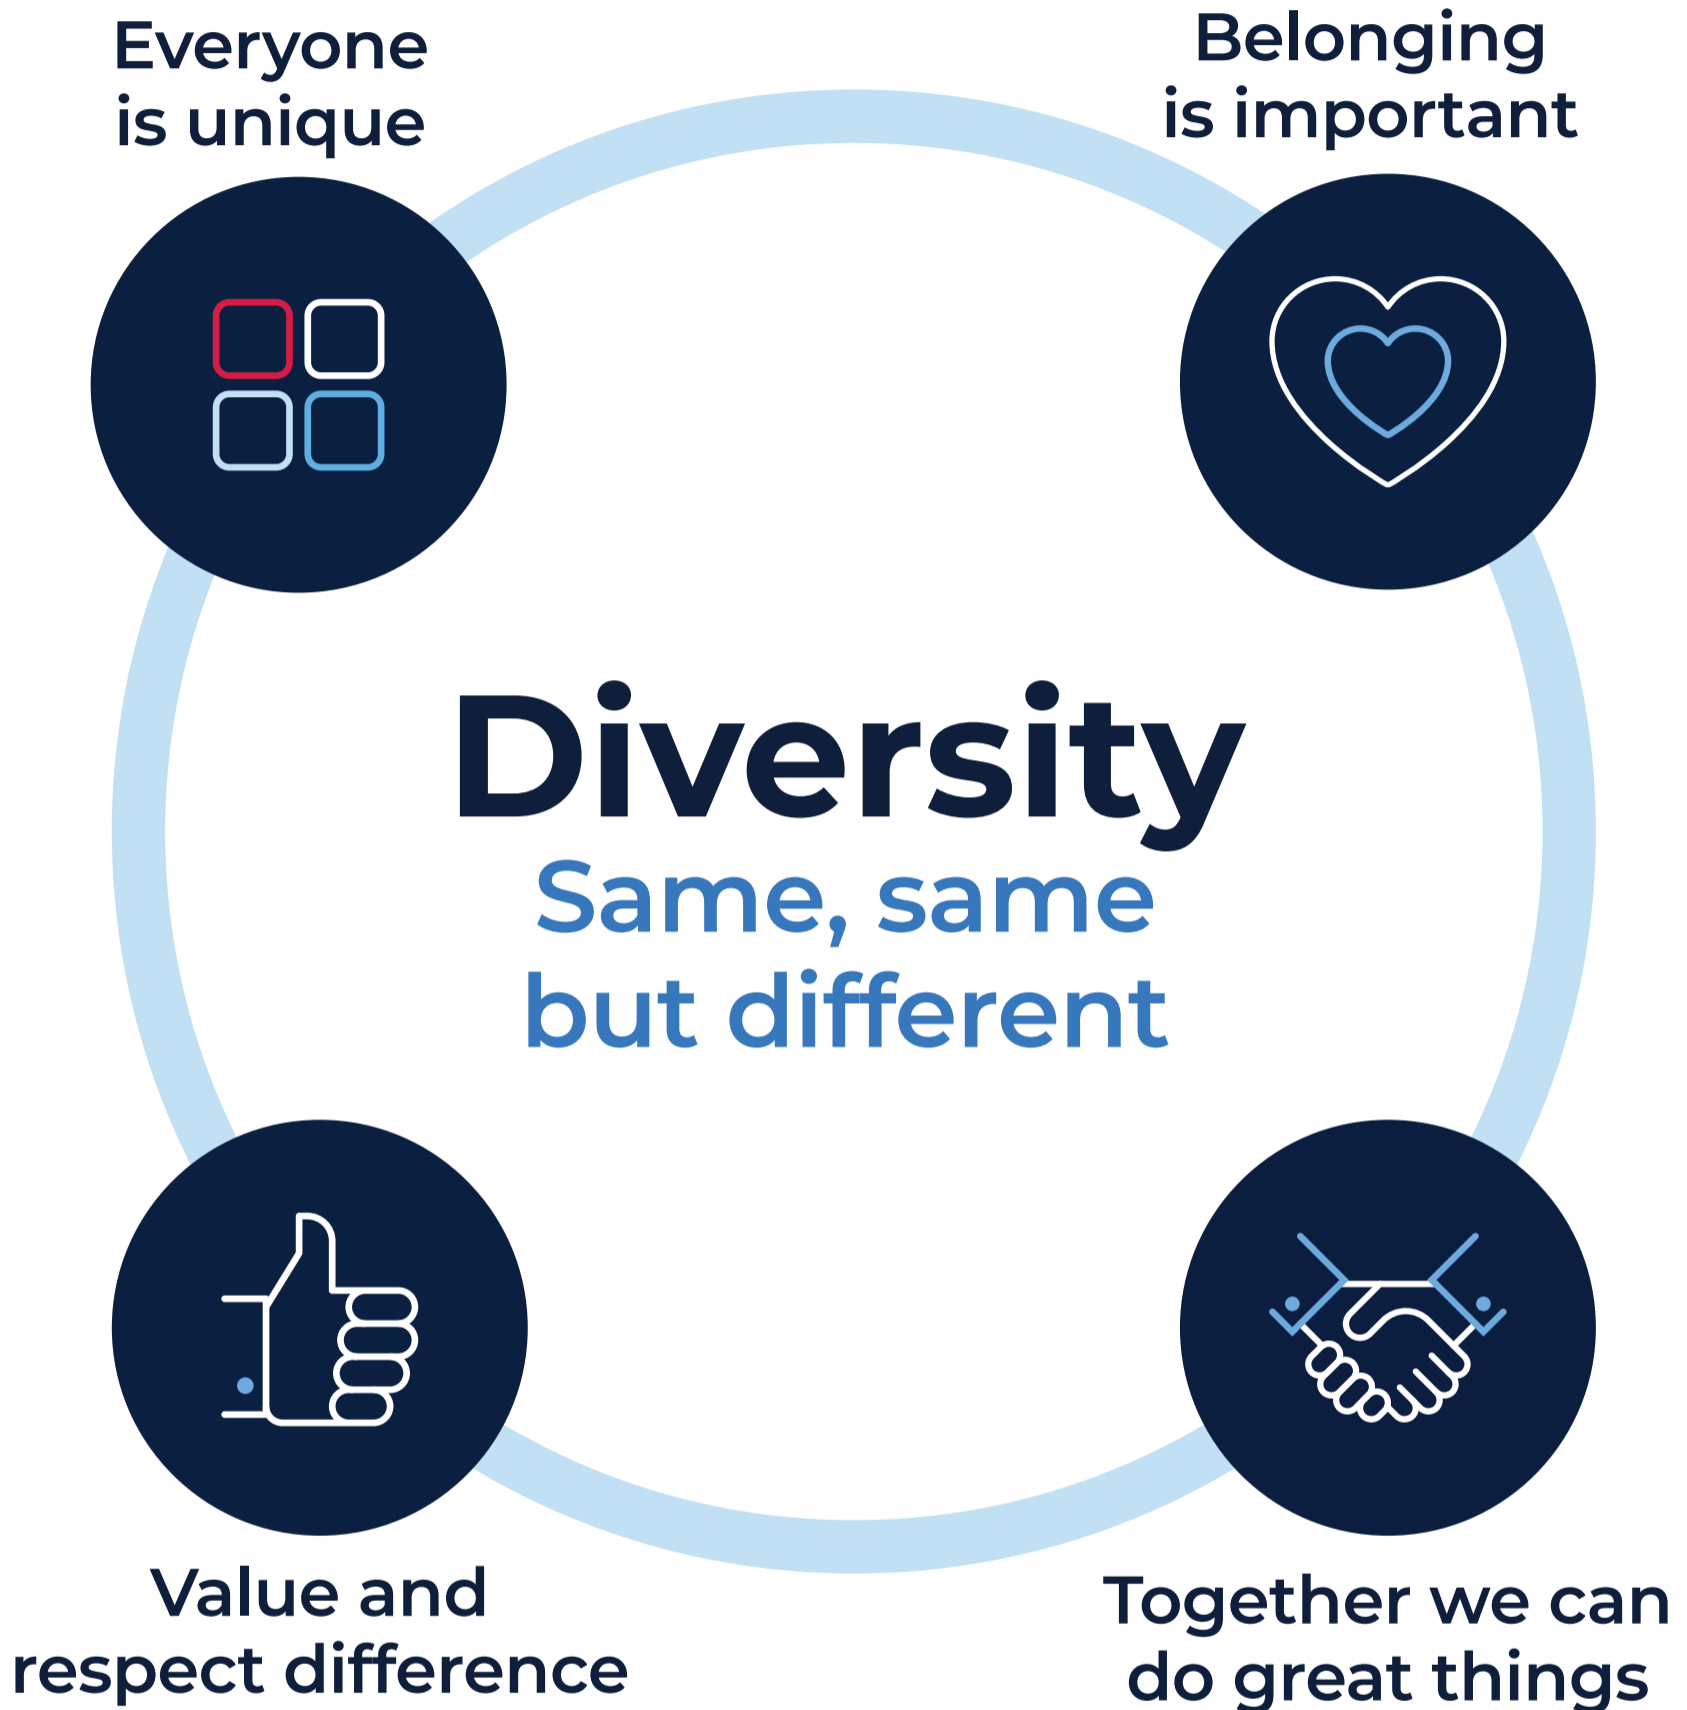 Everyone
is unique
Belonging
is important
Diversity
Same, same
but different
Value and
respect difference
Together we can
do great things